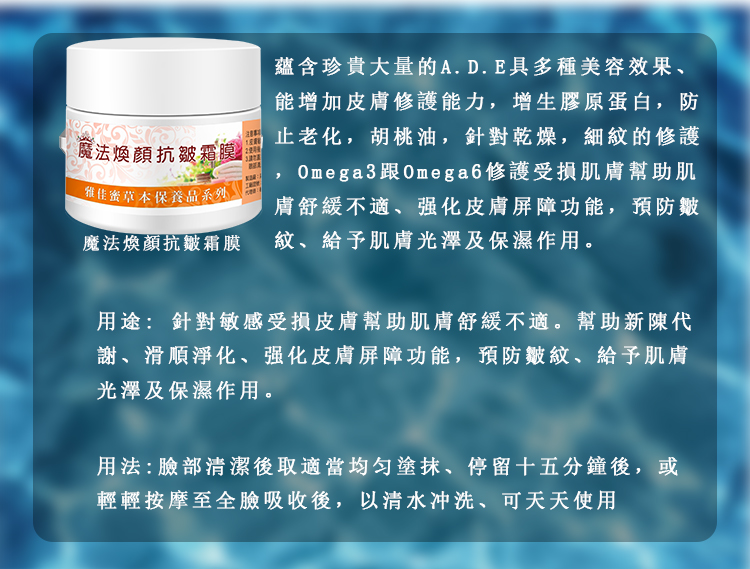 蘊含珍貴大量的A.D.E具多種美容效果、
能增加皮膚修護能力，增生膠原蛋白，防
止老化，胡桃油，針對乾燥，細紋的修護
，Omega3跟Omega6修護受損肌膚幫助肌
膚舒緩不適、强化皮膚屏障功能，預防皺
紋、給予肌膚光澤及保濕作用。
魔法煥顏抗皺霜膜
雅佳蜜草本保養品系列
魔法煥顏抗皺霜膜
用途: 針對敏感受損皮膚幫助肌膚舒緩不適。幫助新陳代
謝、滑順淨化、强化皮膚屏障功能，預防皺紋、給予肌膚
光澤及保濕作用。
用法:臉部清潔後取適當均勻塗抹、停留十五分鐘後，或
輕輕按摩至全臉吸收後，以清水冲洗、可天天使用